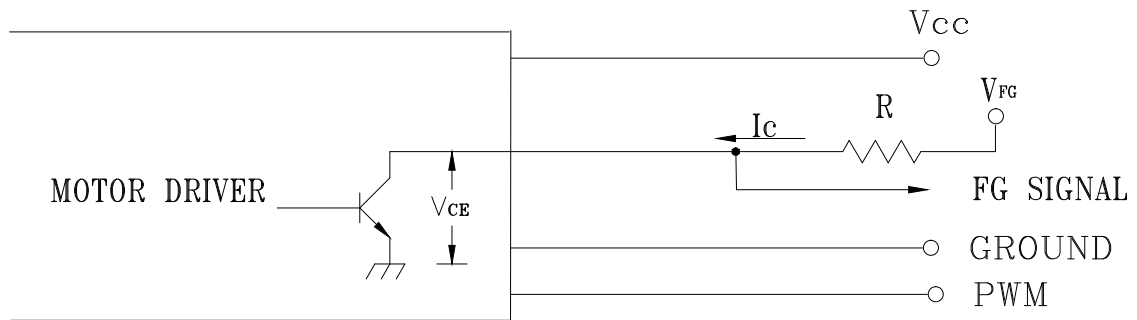 Vcc
VFG
R
Ic
MOTOR DRIVER
VCE
FG SIGNAL
GROUND
PWM